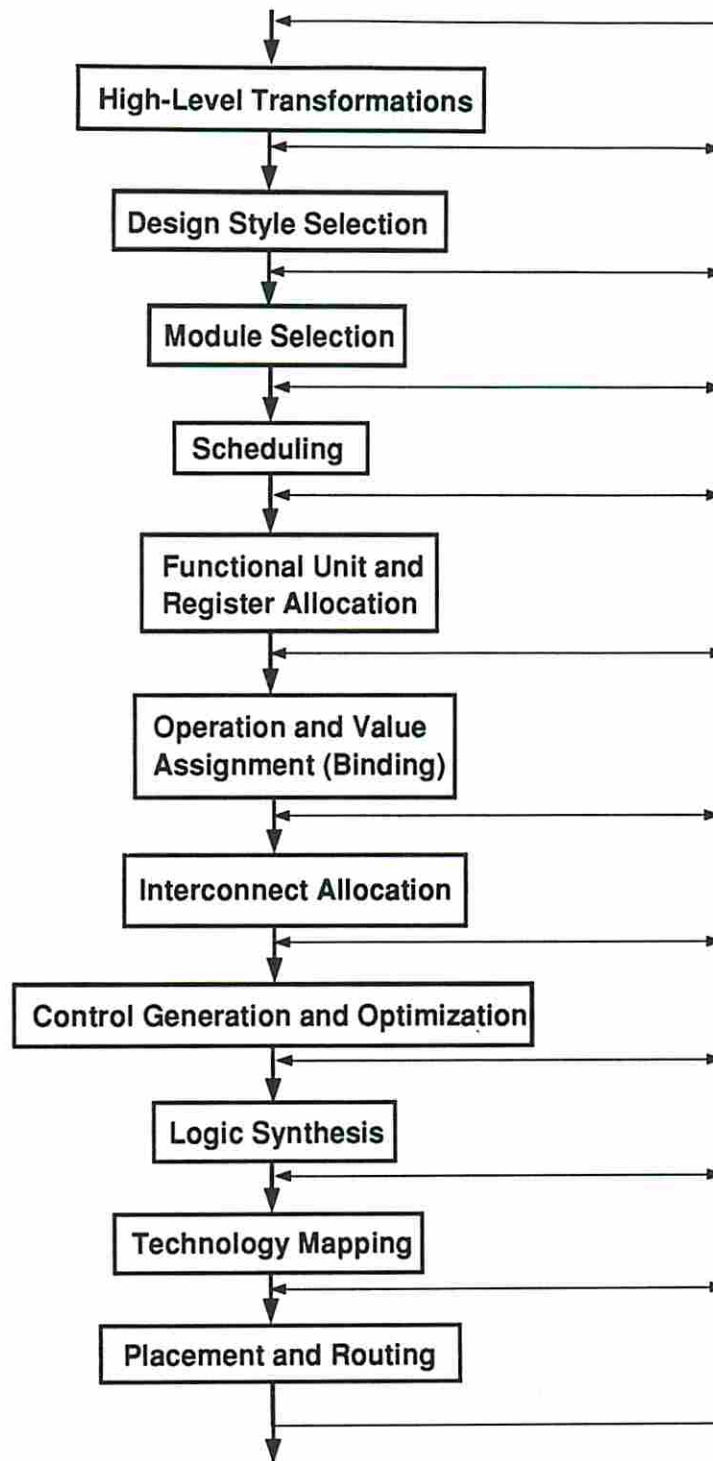 High-Level Transformations
Design Style Selection
Module Selection
Scheduling
Functional Unit and
Register Allocation
Operation and Value
Assignment (Binding)
Interconnect Allocation
Control Generation and Optimization
Logic Synthesis
Technology Mapping
Placement and Routing